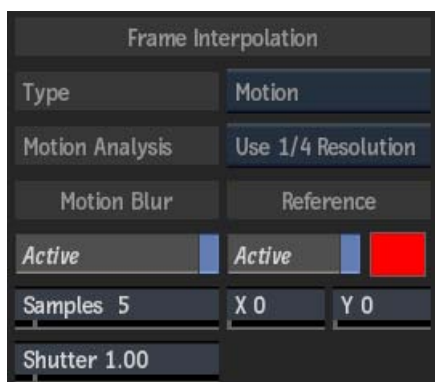 Frame Interpolation
Type Motion
Motion Analysis Use 1/4 Resolution
Motion Blur Reference
Active Active
Samples 5 X 0 Y 0
Shutter 1.00